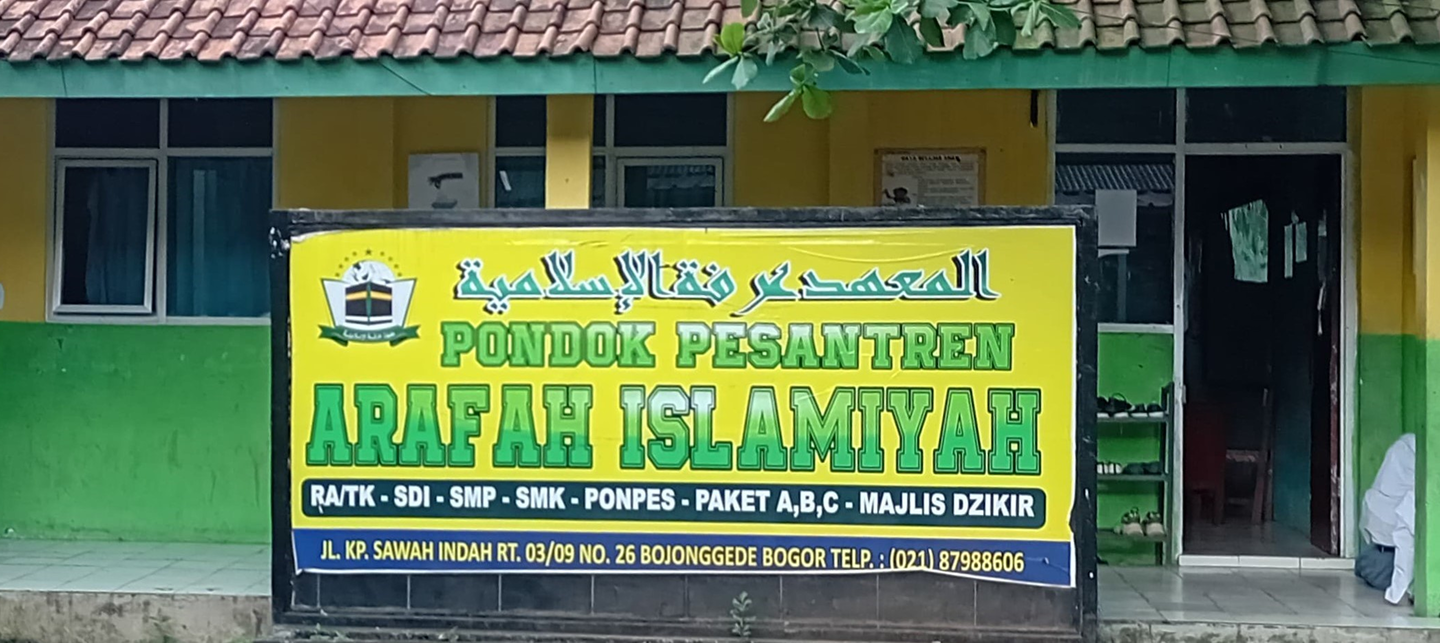 المعهد عرفة الإسلامية
PONDOK PESANTREN
ARAFAH ISLAMIYAH
RA/TK - SDI - SMP - SMK - PONPES - PAKET A,B,C - MAJLIS DZIKIR
JL. KP. SAWAH INDAH RT. 03/09 NO. 26 BOJONGGEDE BOGOR TELP. : (021) 87988606